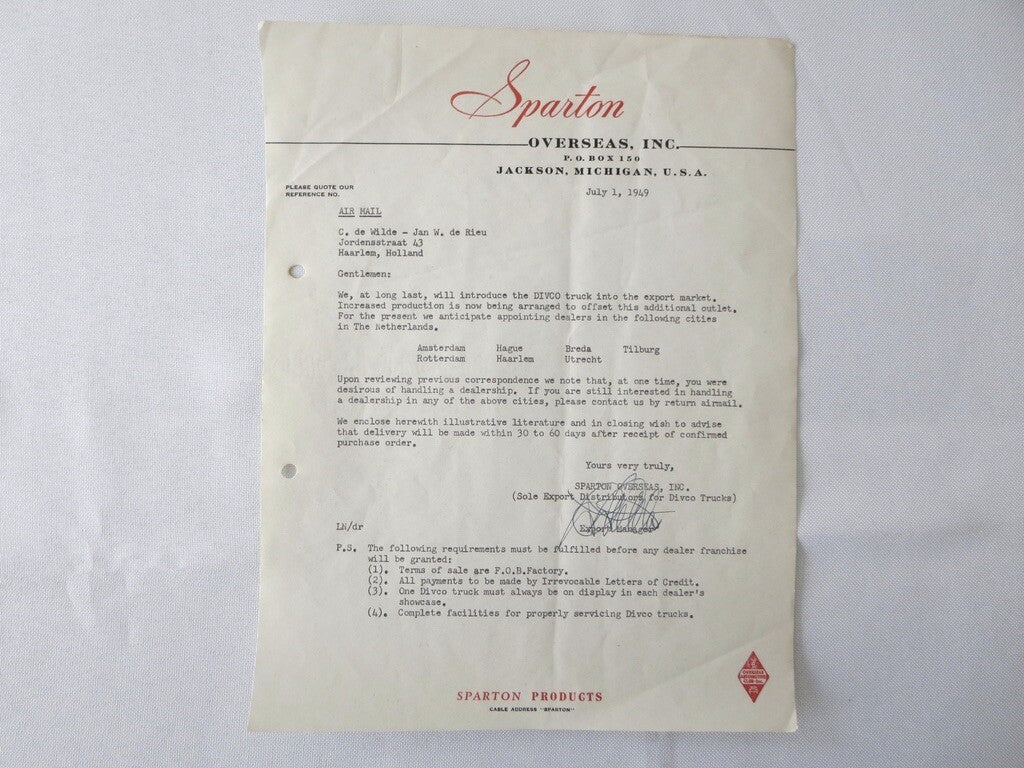 Sparton
OVERSEAS, INC.
P.O. BOX 150
JACKSON, MICHIGAN, U.S.A.
PLEASE QUOTE OUR
REFERENCE NO.
July 1, 1949
AIR MAIL
C. de Wilde - Jan W. de Rieu
Jordensstraat 43
Haarlem, Holland
Gentlemen:
We, at long last, will introduce the DIVCO truck into the export market.
Increased production is now being arranged to offset this additional outlet.
For the present we anticipate appointing dealers in the following cities
in The Netherlands.
Amsterdam Hague Breda Tilburg
Rotterdam Haarlem Utrecht
Upon reviewing previous correspondence we note that, at one time, you were
desirous of handling a dealership. If you are still interested in handling
a dealership in any of the above cities, please contact us by return airmail.
We enclose herewith illustrative literature and in closing wish to advise
that delivery will be made within 30 to 60 days after receipt of confirmed
purchase order.
Yours very truly,
SPARTON OVERSEAS, INC.
(Sole Export Distributors for Divco Trucks)
Export Manager
LN/dr
P.S. The following requirements must be fulfilled before any dealer franchise
will be granted:
(1). Terms of sale are F.O.B.Factory.
(2). All payments to be made by Irrevocable Letters of Credit.
(3). One Divco truck must always be on display in each dealer's
showcase.
(4). Complete facilities for properly servicing Divco trucks.
SPARTON PRODUCTS
CABLE ADDRESS "SPARTON"
OVERSEAS
AUTOMOTIVE
CLUB-Inc.